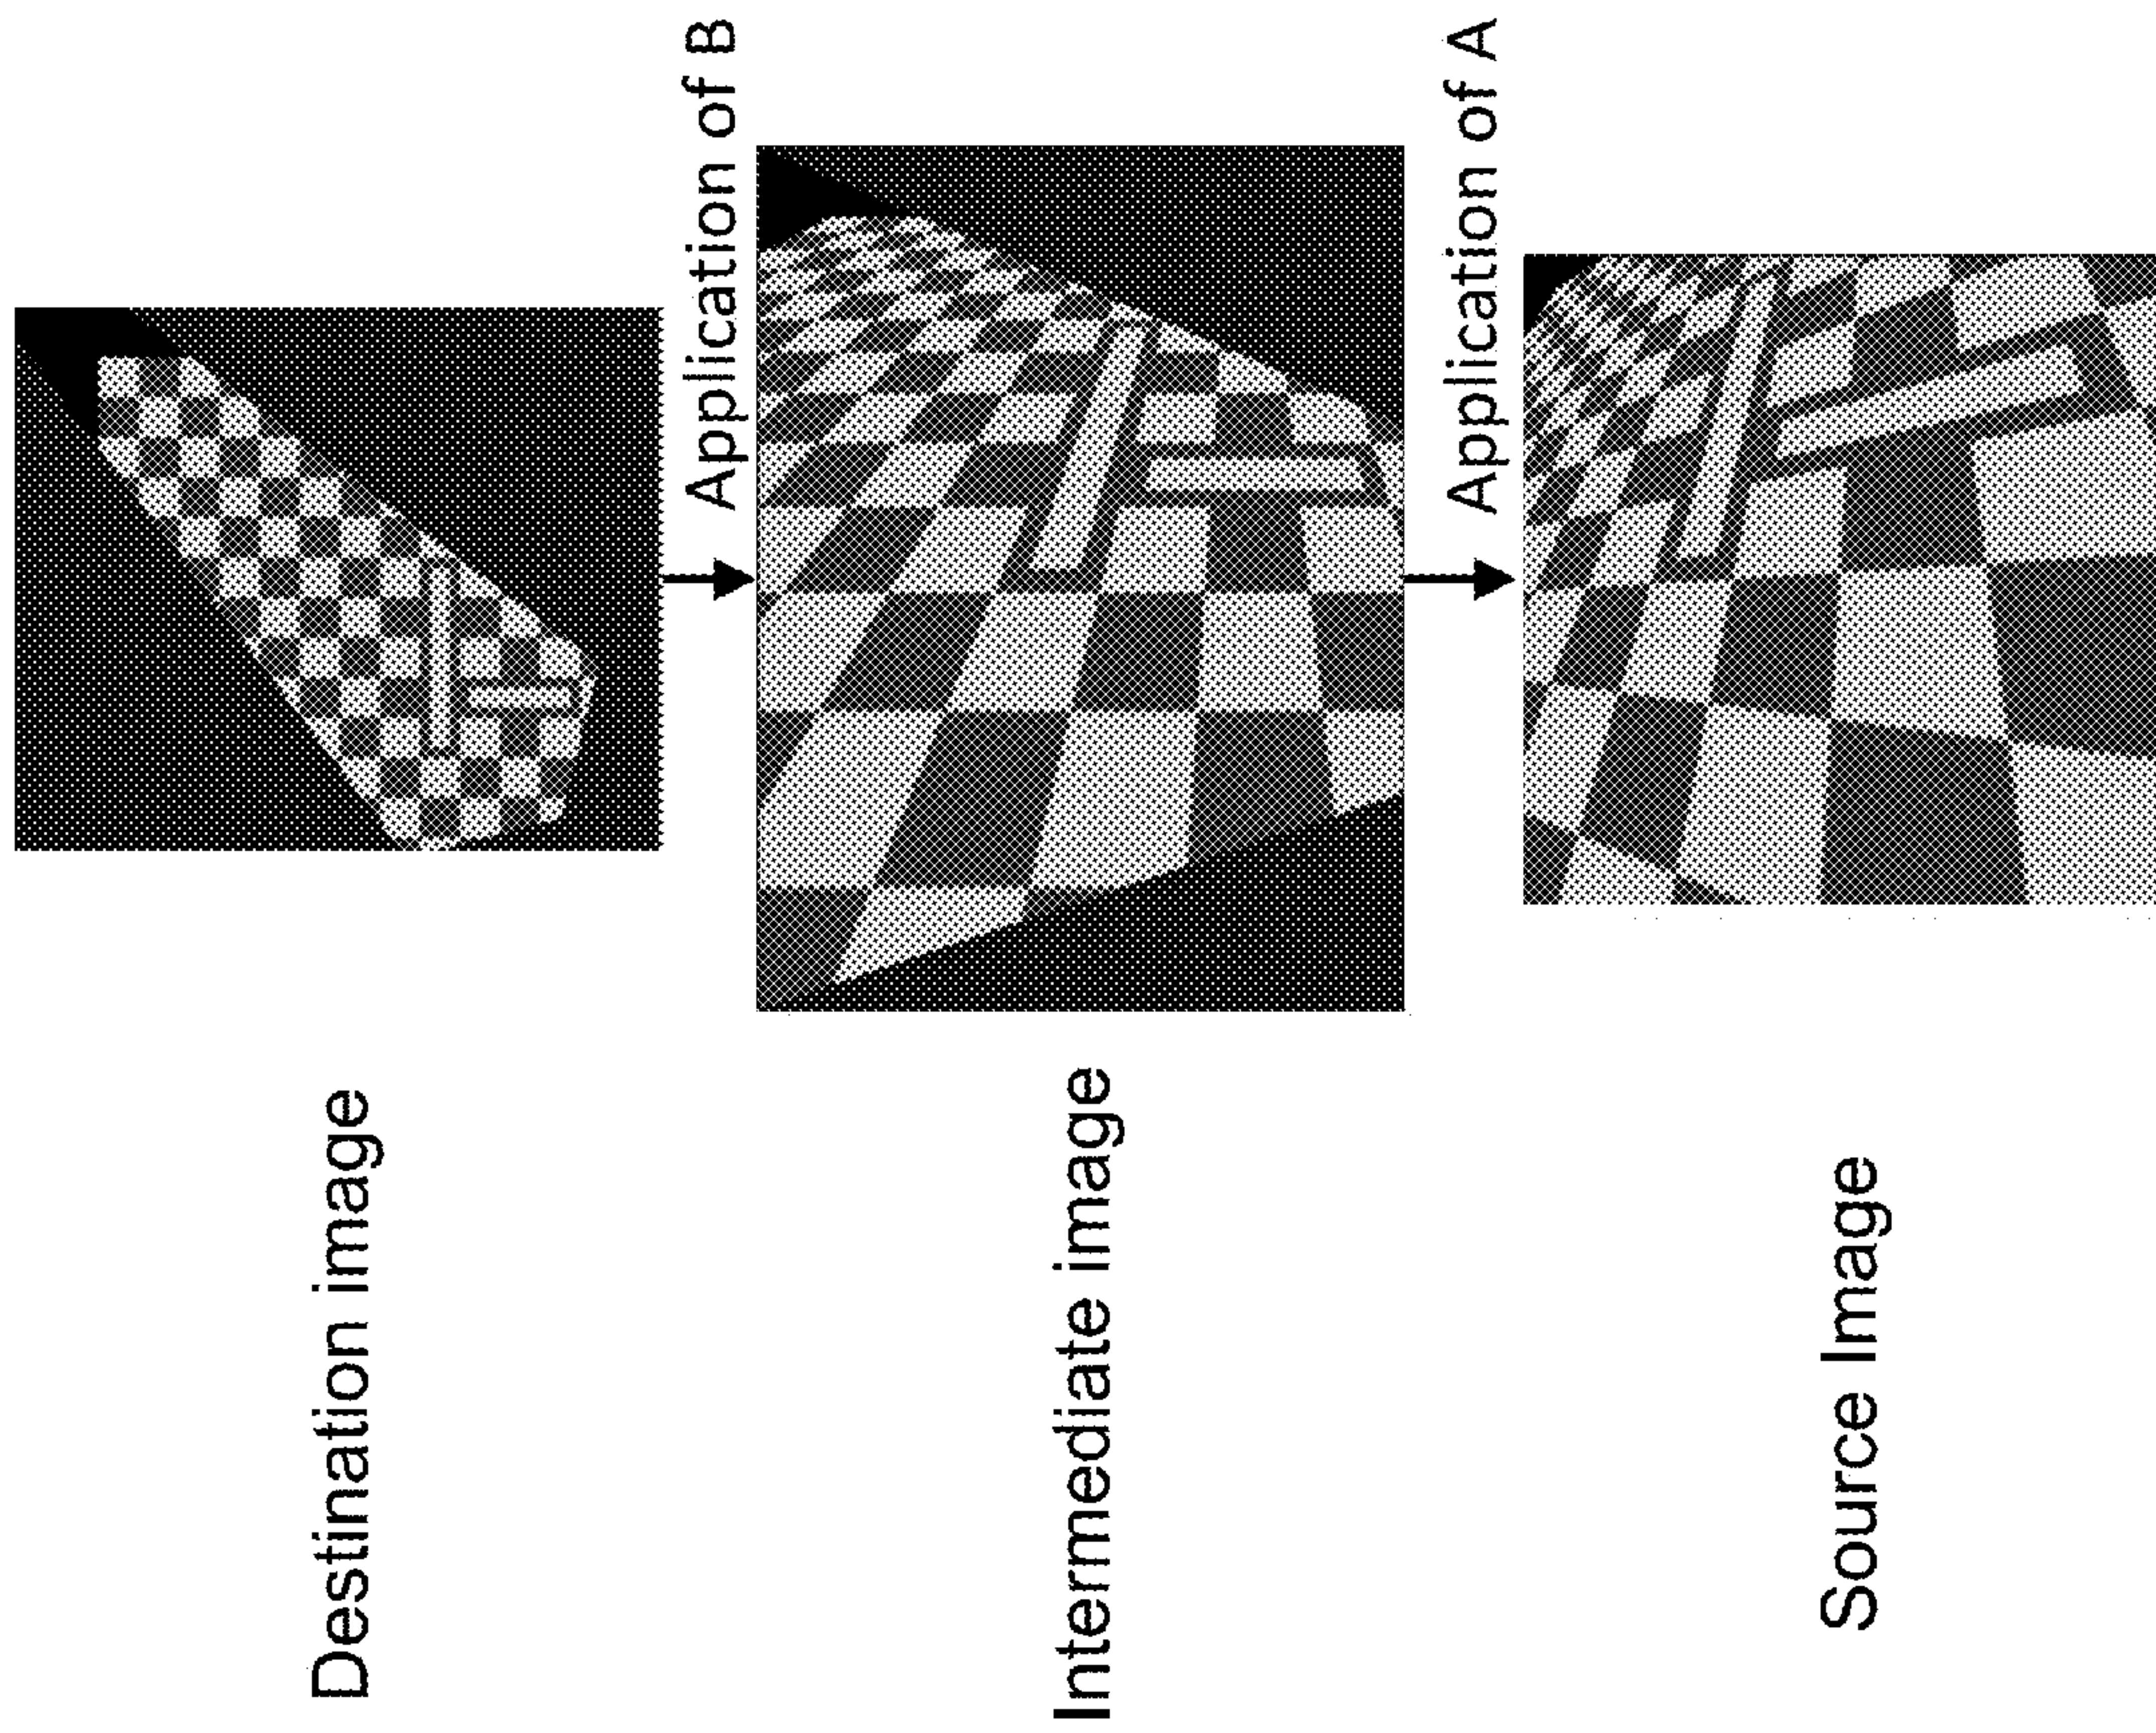 Destination image
Application of B
Intermediate image
Application of A
Source Image